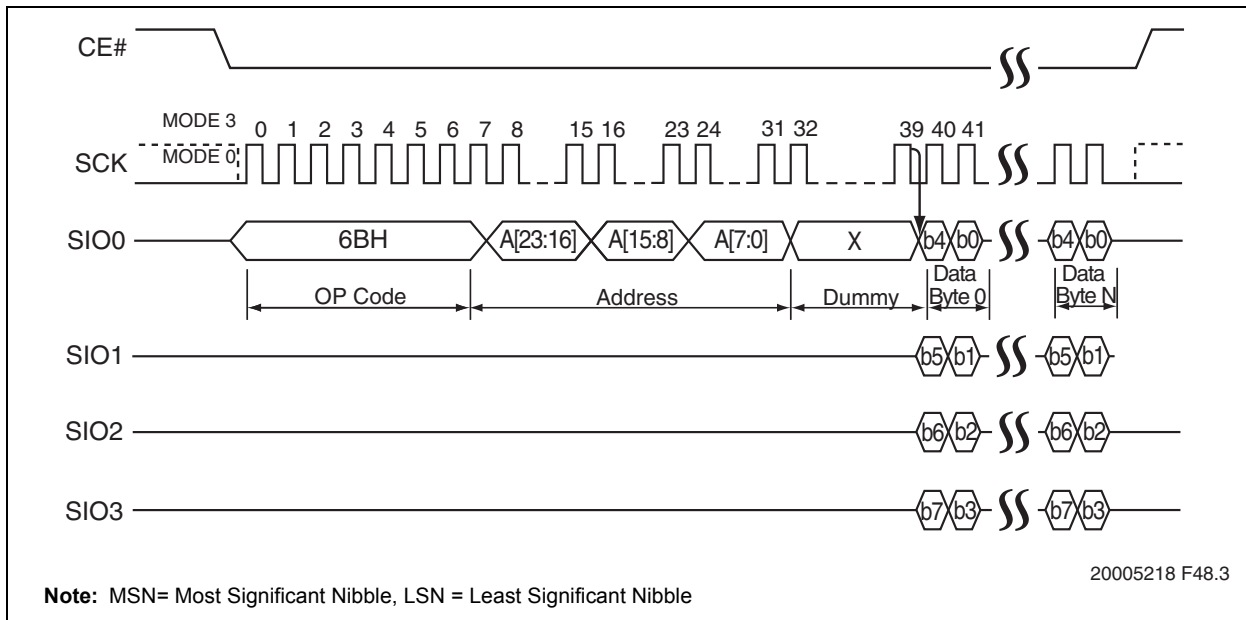 CE#
MODE 3
0 1 2 3 4 5 6 7 8 15 16 23 24 31 32 39 40 41
SCK
MODE 0
SIO0
6BH A[23:16] A[15:8] A[7:0] X b4 b0 b4 b0
OP Code Address Dummy Data Byte 0 Data Byte N
SIO1
b5 b1 b5 b1
SIO2
b6 b2 b6 b2
SIO3
b7 b3 b7 b3
20005218 F48.3
Note: MSN= Most Significant Nibble, LSN = Least Significant Nibble